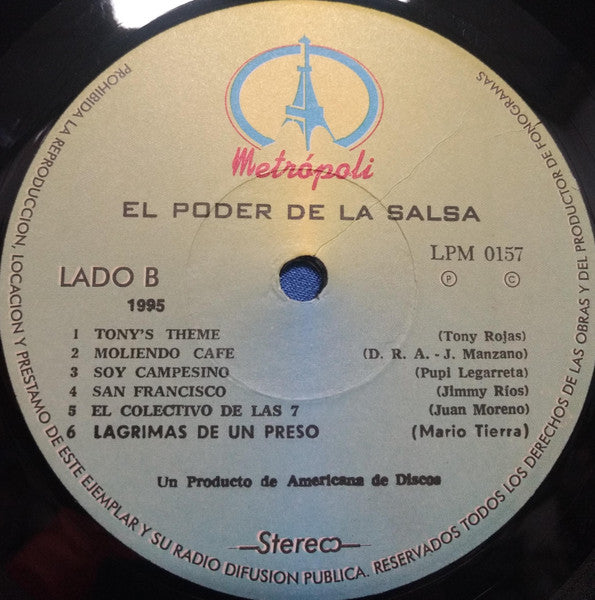 Metrópoli
EL PODER DE LA SALSA
LPM 0157
LADO B
Ⓟ Ⓒ
1995
1 TONY'S THEME (Tony Rojas)
2 MOLIENDO CAFE (D. R. A. - J. Manzano)
3 SOY CAMPESINO (Pupi Legarreta)
4 SAN FRANCISCO (Jimmy Ríos)
5 EL COLECTIVO DE LAS 7 (Juan Moreno)
6 LAGRIMAS DE UN PRESO (Mario Tierra)
Un Producto de Americana de Discos
Stereo
PROHIBIDA LA REPRODUCCION, LOCACION Y PRESTAMO DE ESTE EJEMPLAR Y SU RADIO DIFUSION PUBLICA. RESERVADOS TODOS LOS DERECHOS DE LAS OBRAS Y DEL PRODUCTOR DE FONOGRAMAS